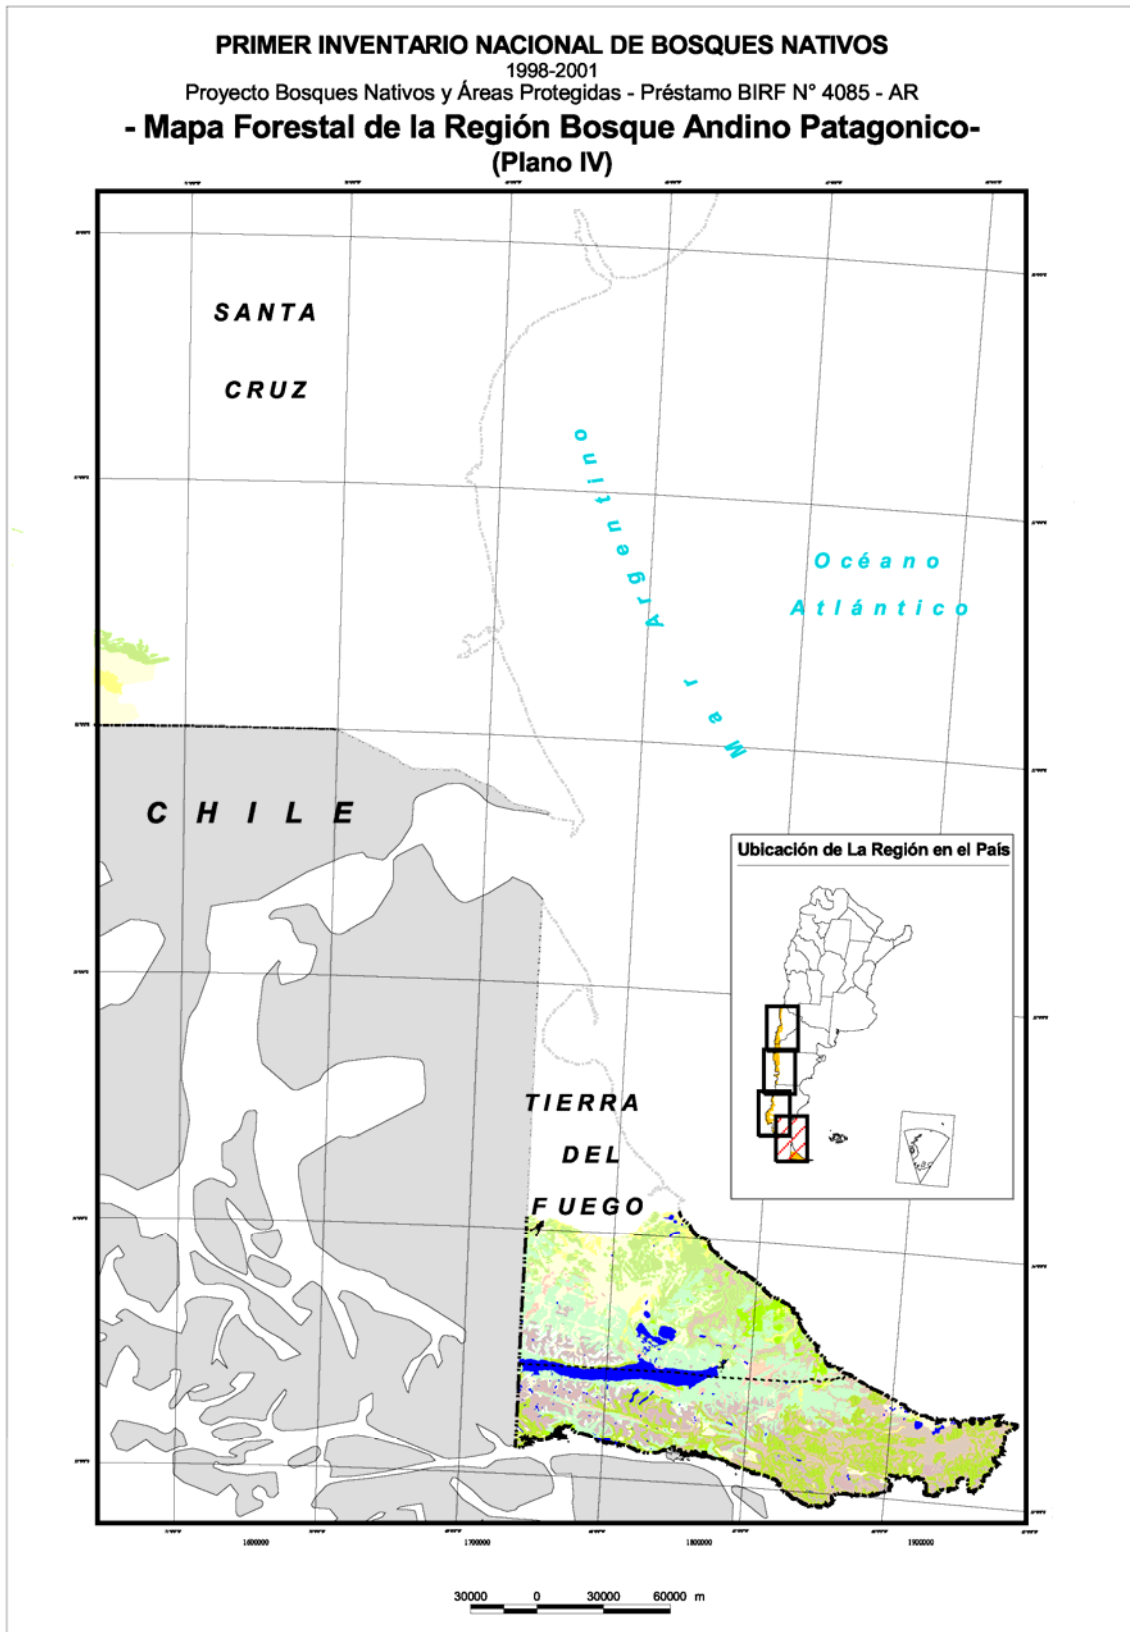 PRIMER INVENTARIO NACIONAL DE BOSQUES NATIVOS
1998-2001
Proyecto Bosques Nativos y Áreas Protegidas - Préstamo BIRF N° 4085 - AR
- Mapa Forestal de la Región Bosque Andino Patagonico-
(Plano IV)
SANTA
CRUZ
Mar Argentino
Océano
Atlántico
CHILE
Ubicación de La Región en el País
TIERRA
DEL
FUEGO
1600000 1700000 1800000 1900000
30000 0 30000 60000 m